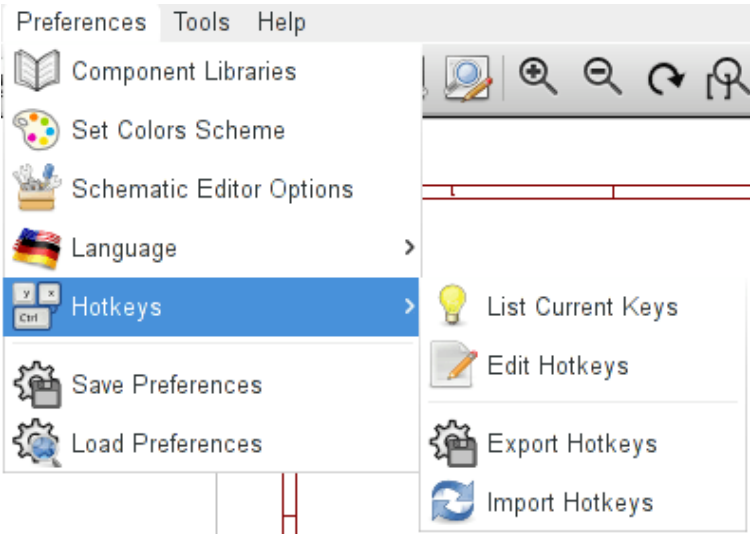 Preferences Tools Help
Component Libraries
Set Colors Scheme
Schematic Editor Options
Language
Hotkeys
y x
Ctrl
Save Preferences
Load Preferences
List Current Keys
Edit Hotkeys
Export Hotkeys
Import Hotkeys